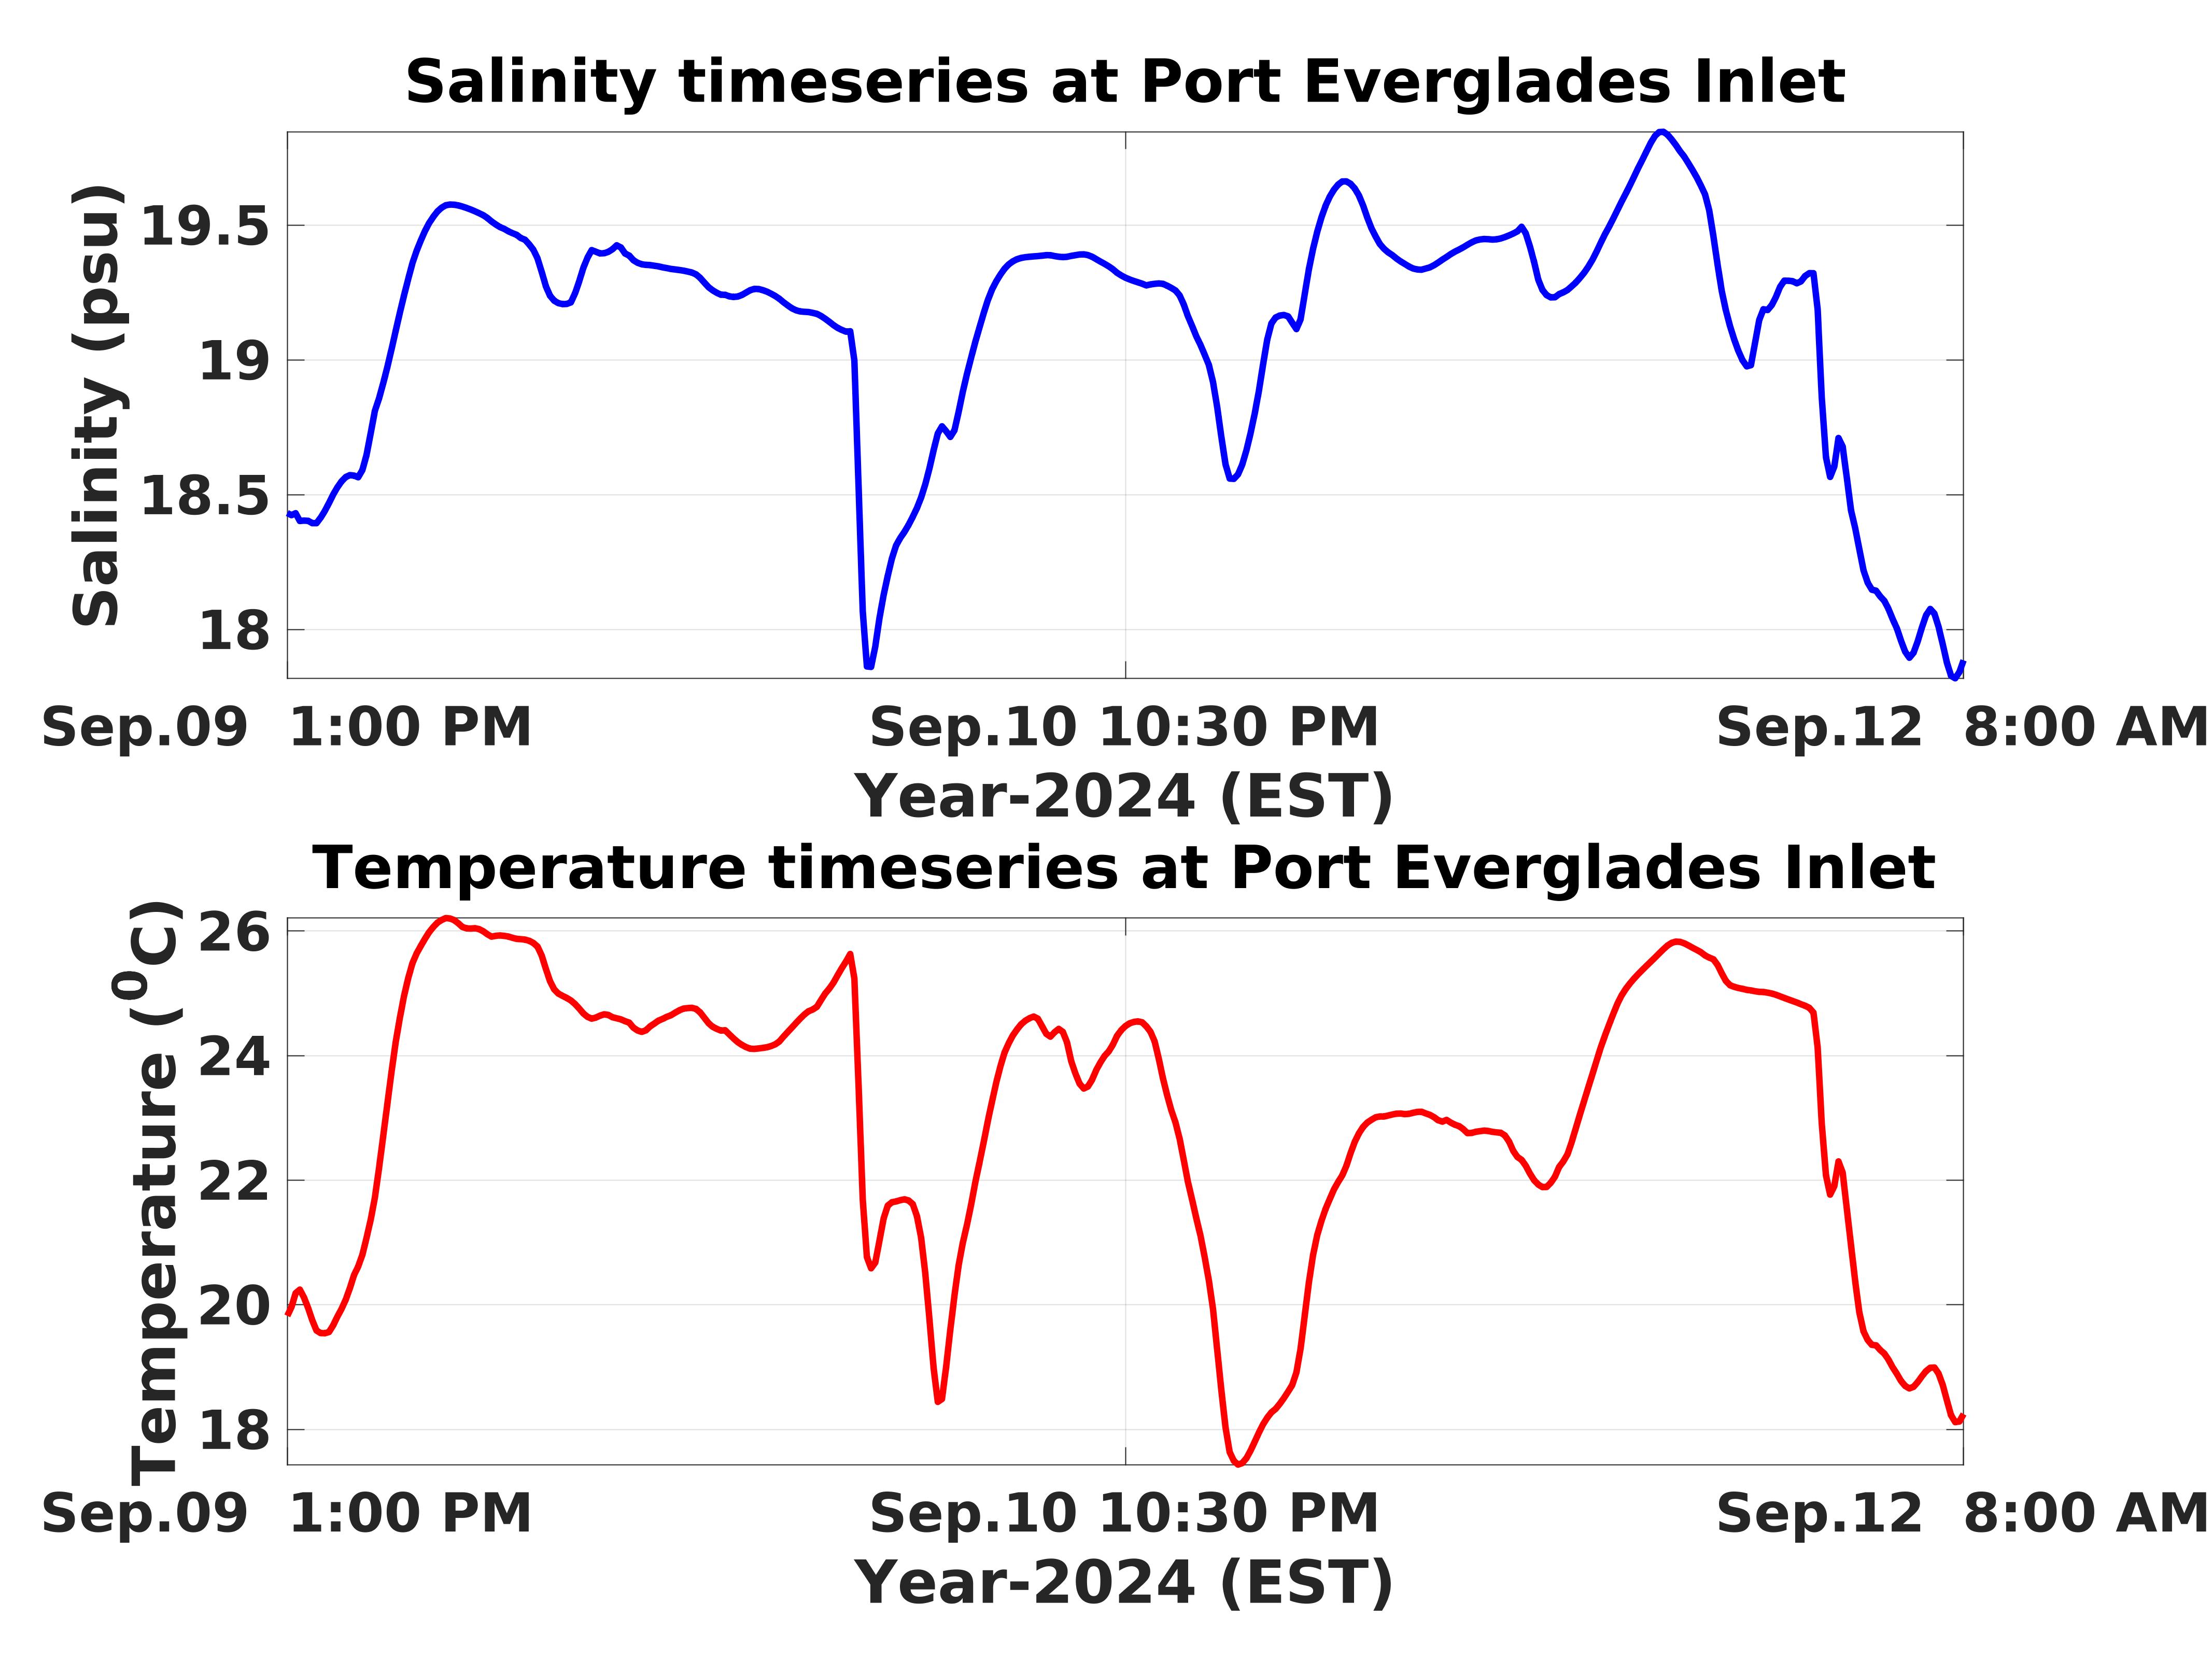 Salinity timeseries at Port Everglades Inlet
Salinity (psu)
19.5
19
18.5
18
Sep.09  1:00 PM
Sep.10 10:30 PM
Sep.12  8:00 AM
Year-2024 (EST)
Temperature timeseries at Port Everglades Inlet
Temperature (⁰C)
26
24
22
20
18
Sep.09  1:00 PM
Sep.10 10:30 PM
Sep.12  8:00 AM
Year-2024 (EST)